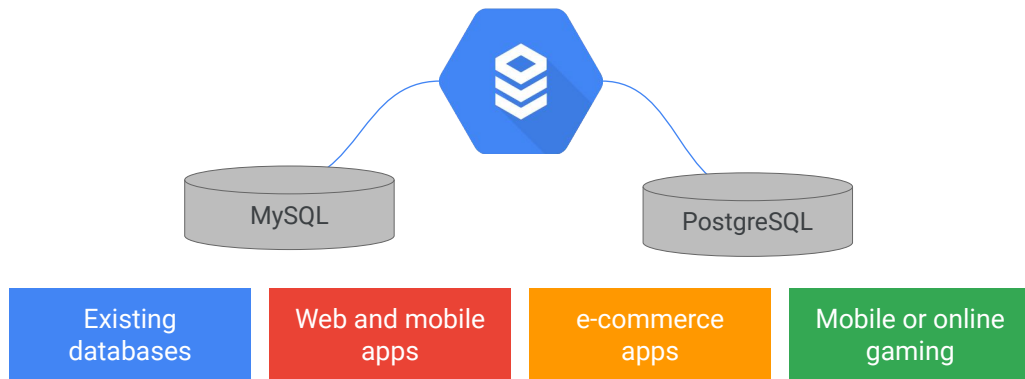 MySQL
PostgreSQL
Existing
databases
Web and mobile
apps
e-commerce
apps
Mobile or online
gaming